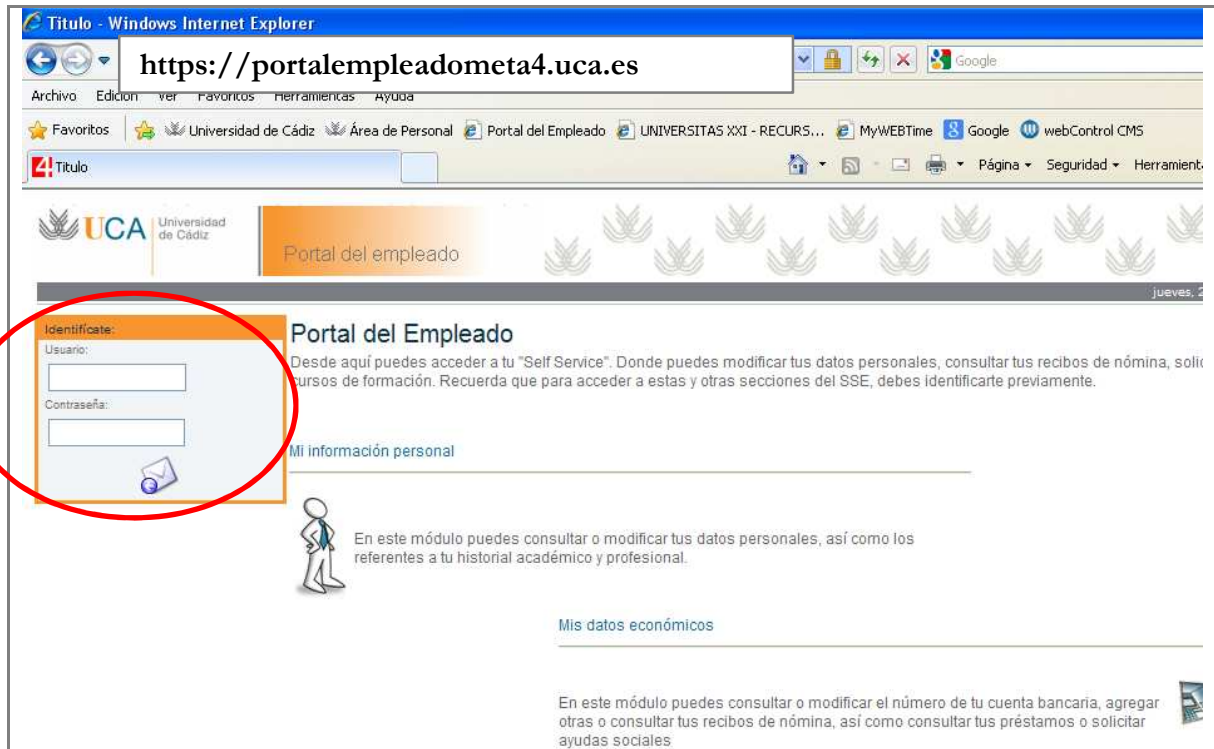 Titulo - Windows Internet Explorer
https://portalempleadometa4.uca.es
Google
Archivo Edición Ver Favoritos Herramientas Ayuda
Favoritos Universidad de Cádiz Área de Personal Portal del Empleado UNIVERSITAS XXI - RECURS... MyWEBTime Google webControl CMS
Titulo Página Seguridad Herramient
UCA Universidad de Cádiz
Portal del empleado
jueves, 2
Identifícate:
Usuario:
Contraseña:
Portal del Empleado
Desde aquí puedes acceder a tu "Self Service". Donde puedes modificar tus datos personales, consultar tus recibos de nómina, solic
cursos de formación. Recuerda que para acceder a estas y otras secciones del SSE, debes identificarte previamente.
Mi información personal
En este módulo puedes consultar o modificar tus datos personales, así como los
referentes a tu historial académico y profesional.
Mis datos económicos
En este módulo puedes consultar o modificar el número de tu cuenta bancaria, agregar
otras o consultar tus recibos de nómina, así como consultar tus préstamos o solicitar
ayudas sociales